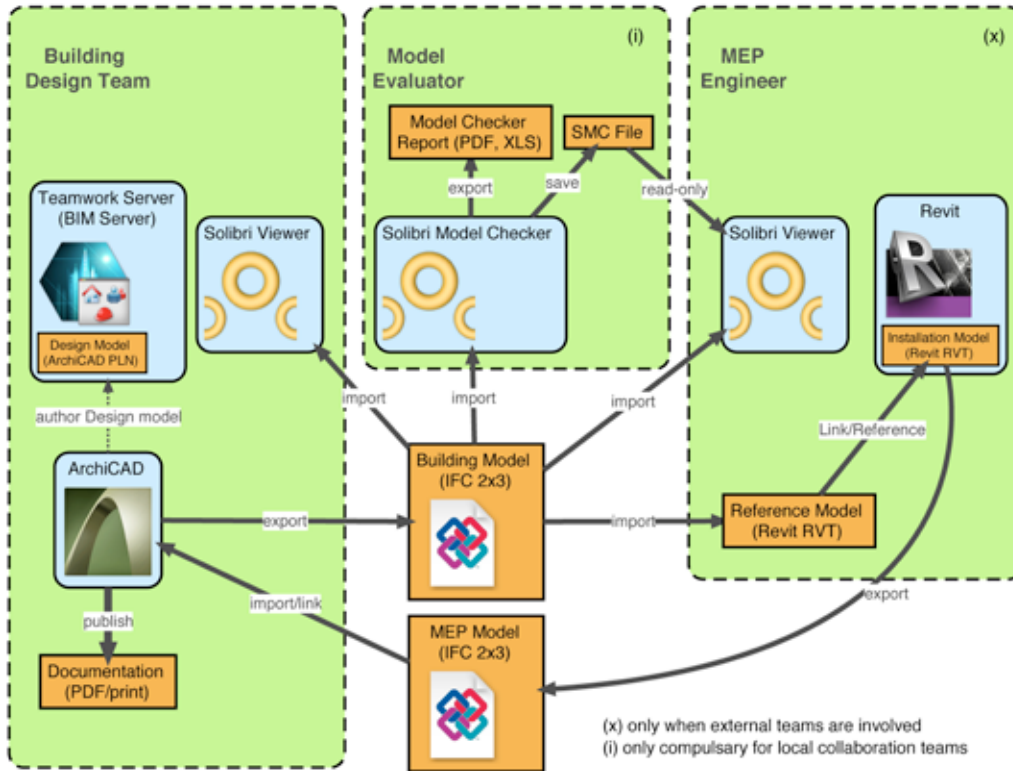 Building
Design Team
Teamwork Server
(BIM Server)
Design Model
(ArchiCAD PLN)
Solibri Viewer
author Design model
ArchiCAD
publish
Documentation
(PDF/print)
(i)
Model
Evaluator
Model Checker
Report (PDF, XLS)
SMC File
export
save
read-only
Solibri Model Checker
import
import
import
Building Model
(IFC 2x3)
export
import
import/link
MEP Model
(IFC 2x3)
(x)
MEP
Engineer
Solibri Viewer
Revit
R
Installation Model
(Revit RVT)
Link/Reference
Reference Model
(Revit RVT)
export
(x) only when external teams are involved
(i) only compulsary for local collaboration teams